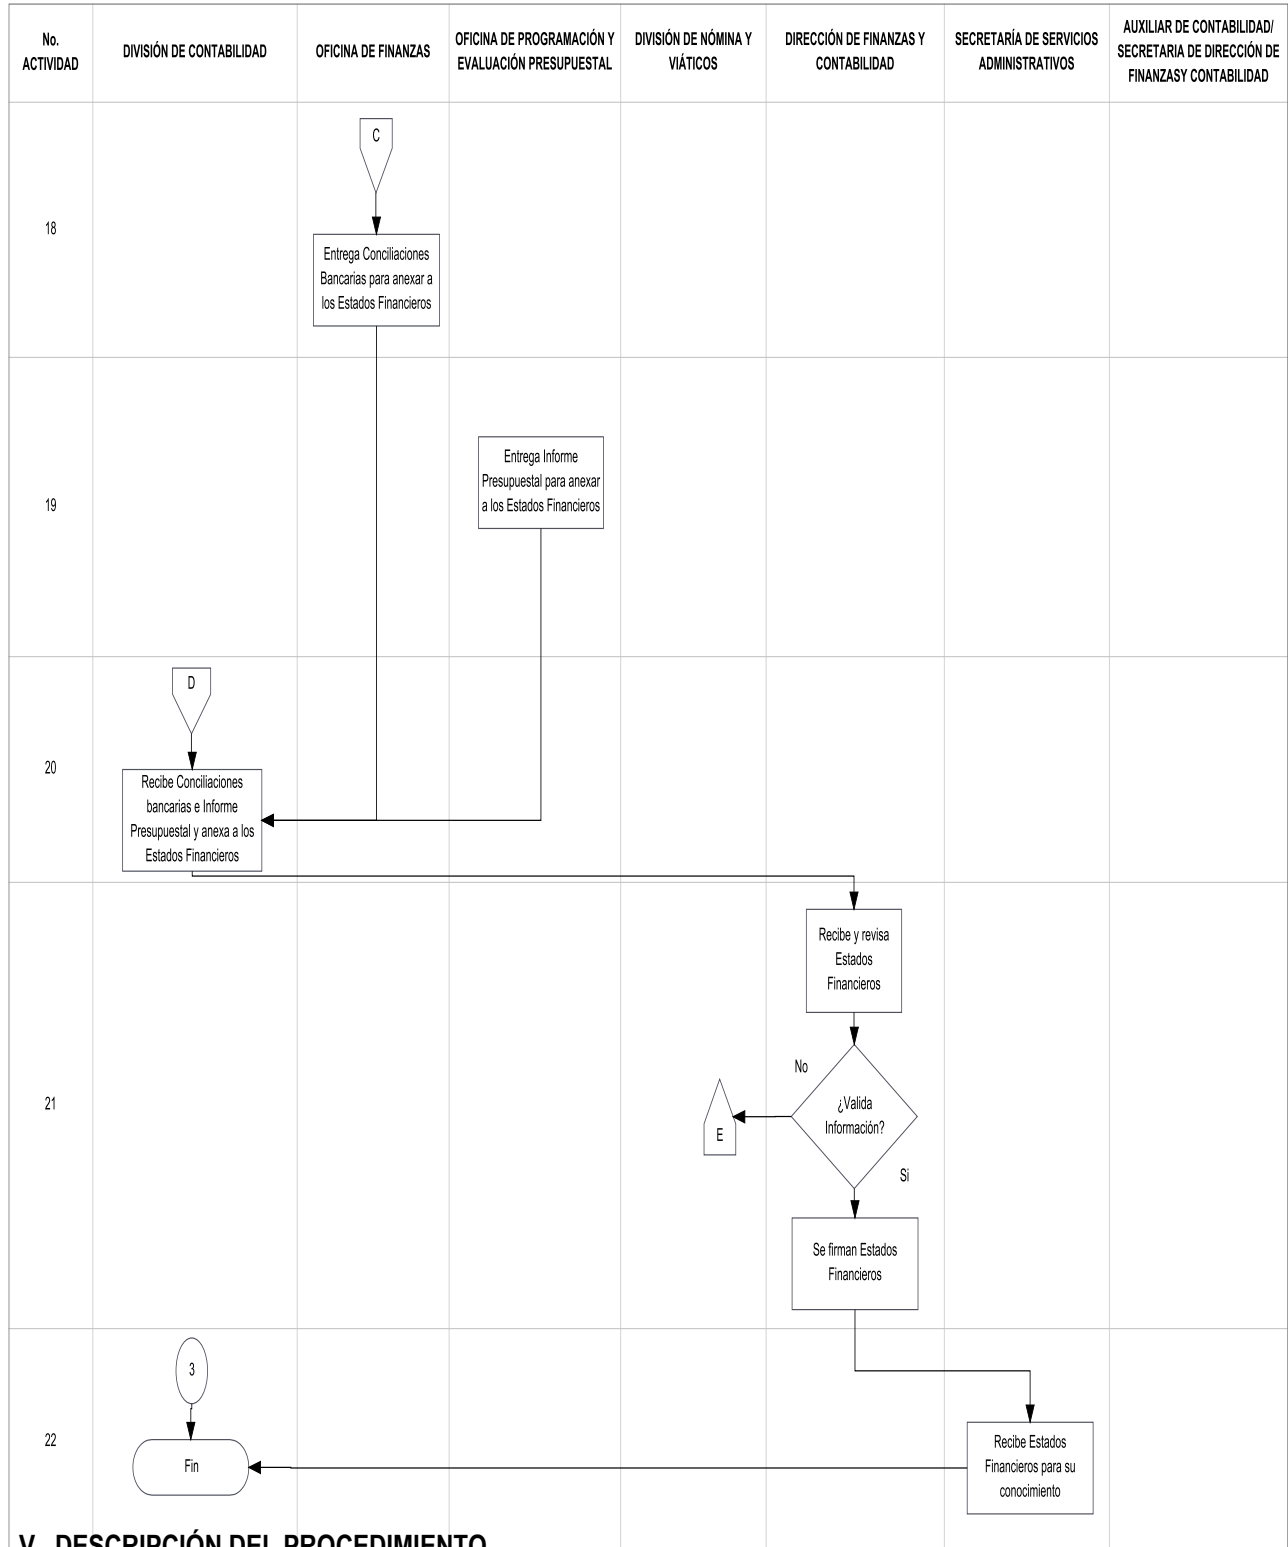 No.
ACTIVIDAD
DIVISIÓN DE CONTABILIDAD
OFICINA DE FINANZAS
OFICINA DE PROGRAMACIÓN Y
EVALUACIÓN PRESUPUESTAL
DIVISIÓN DE NÓMINA Y
VIÁTICOS
DIRECCIÓN DE FINANZAS Y
CONTABILIDAD
SECRETARÍA DE SERVICIOS
ADMINISTRATIVOS
AUXILIAR DE CONTABILIDAD/
SECRETARIA DE DIRECCIÓN DE
FINANZASY CONTABILIDAD
C
18
Entrega Conciliaciones
Bancarias para anexar a
los Estados Financieros
19
Entrega Informe
Presupuestal para anexar
a los Estados Financieros
D
20
Recibe Conciliaciones
bancarias e Informe
Presupuestal y anexa a los
Estados Financieros
Recibe y revisa
Estados
Financieros
No
21
¿Valida
Información?
E
Si
Se firman Estados
Financieros
3
22
Recibe Estados
Financieros para su
conocimiento
Fin
V. DESCRIPCIÓN DEL PROCEDIMIENTO